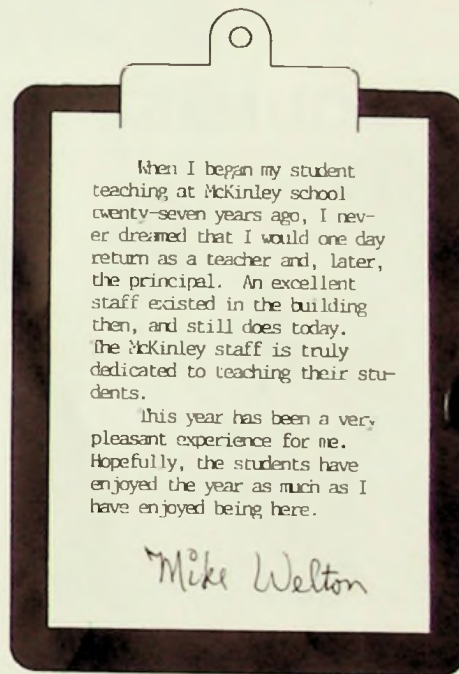 When I began my student
teaching at McKinley school
twenty-seven years ago, I nev-
er dreamed that I would one day
return as a teacher and, later,
the principal. An excellent
staff existed in the building
then, and still does today.
The McKinley staff is truly
dedicated to teaching their stu-
dents.
This year has been a very
pleasant experience for me.
Hopefully, the students have
enjoyed the year as much as I
have enjoyed being here.
Mike Welton